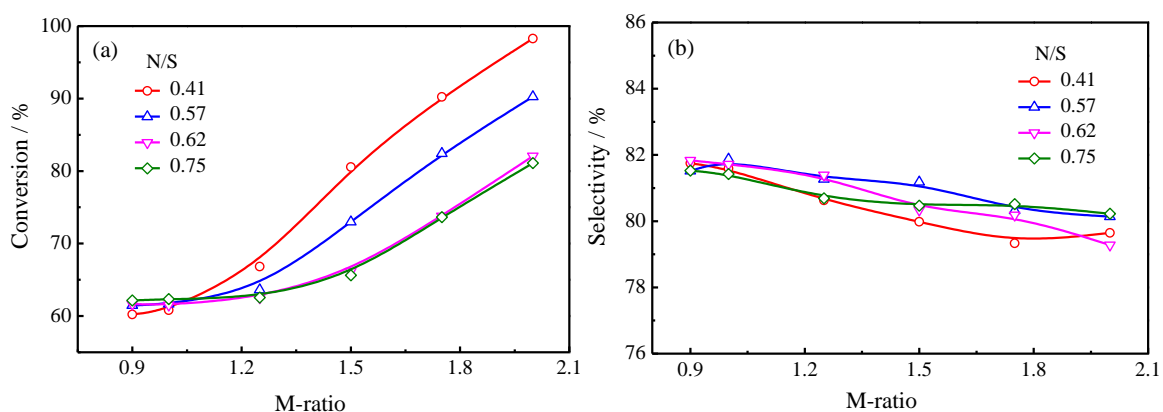 (a)
N/S
0.41
0.57
0.62
0.75
Conversion / %
100
90
80
70
60
0.9 1.2 1.5 1.8 2.1
M-ratio
(b)
N/S
0.41
0.57
0.62
0.75
Selectivity / %
86
84
82
80
78
76
0.9 1.2 1.5 1.8 2.1
M-ratio